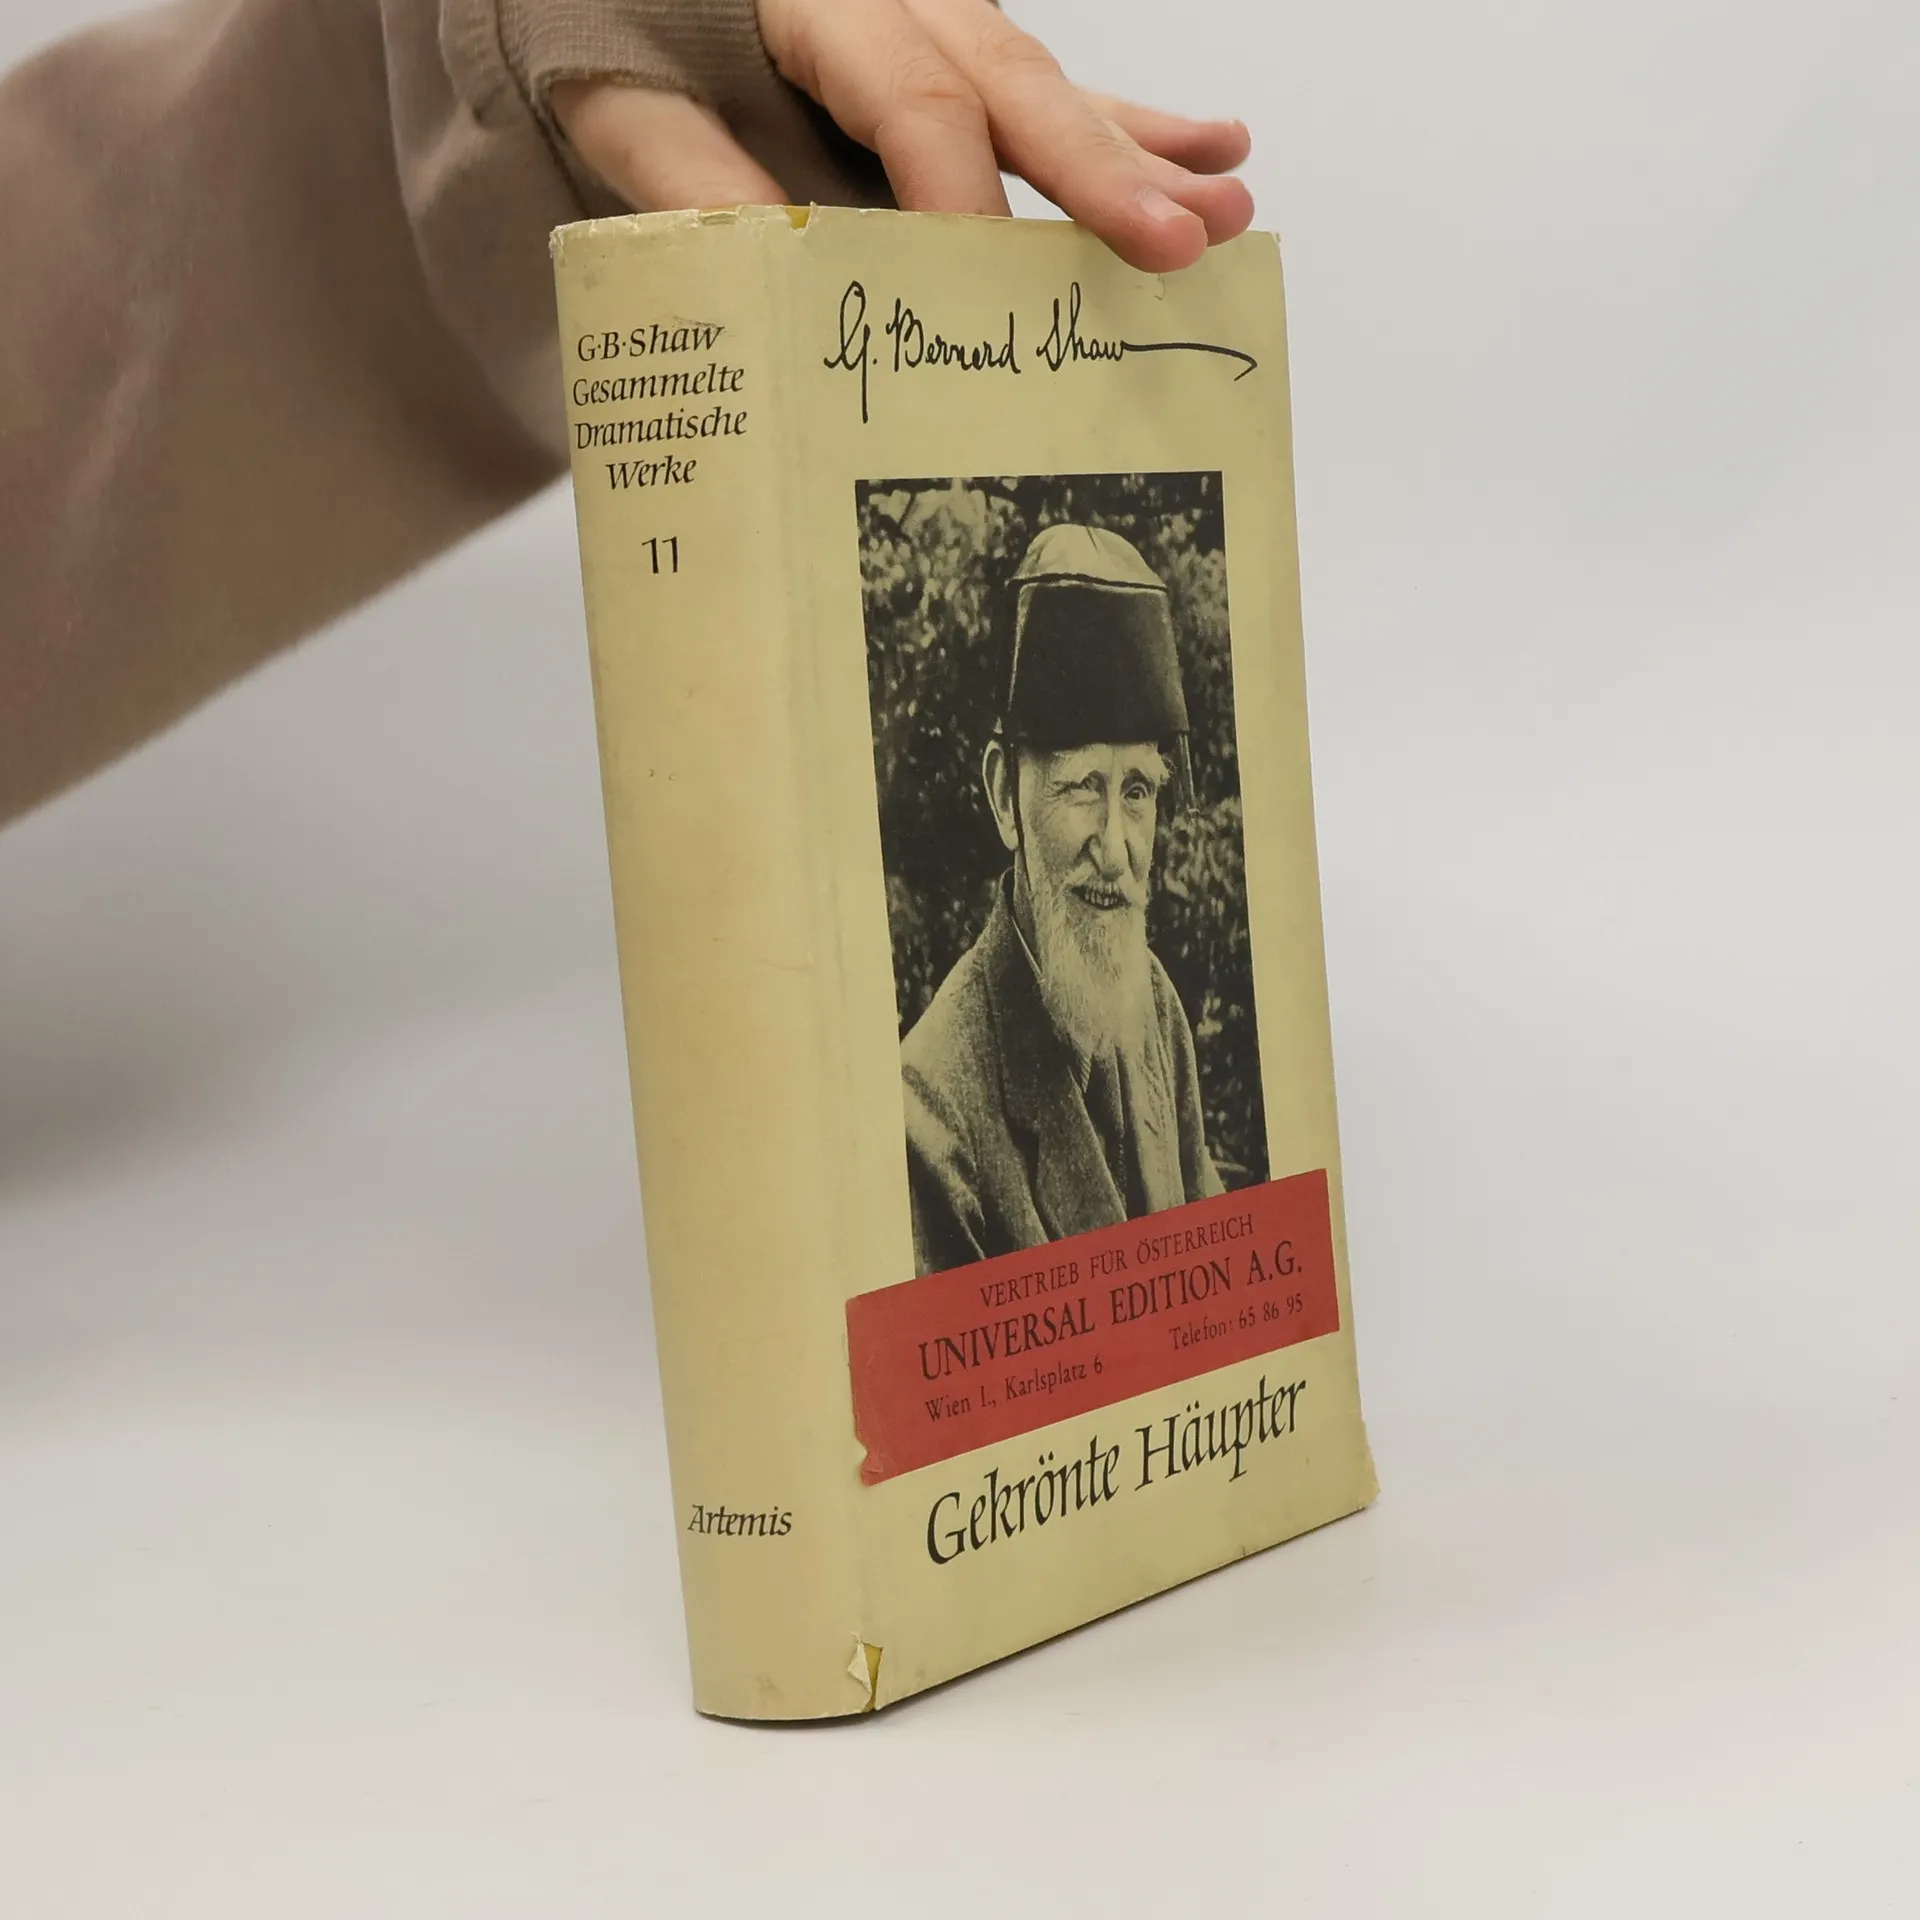 G·B·Shaw
Gesammelte
Dramatische
Werke
11
Artemis
G. Bernard Shaw
VERTRIEB FÜR ÖSTERREICH
UNIVERSAL EDITION A.G.
Wien I., Karlsplatz 6 Telefon: 65 86 95
Gekrönte Häupter